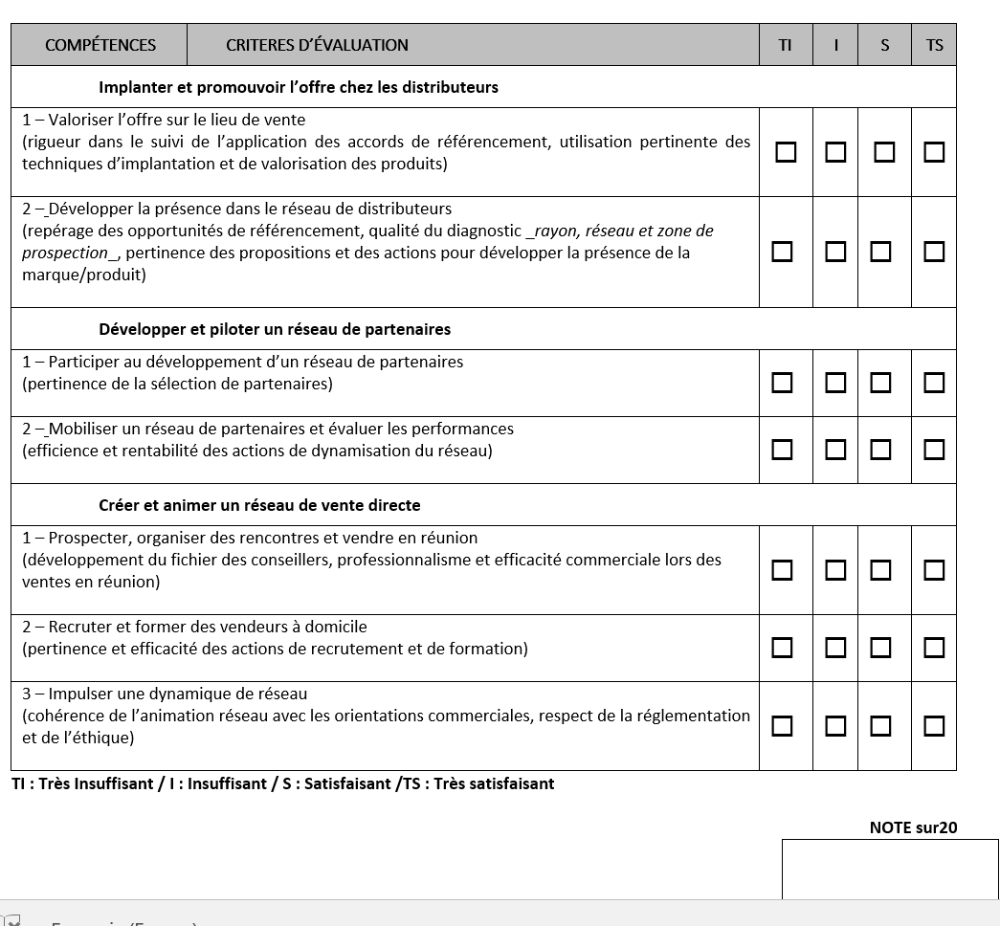 COMPÉTENCES CRITERES D’ÉVALUATION TI I S TS
Implanter et promouvoir l’offre chez les distributeurs
1 – Valoriser l’offre sur le lieu de vente
(rigueur dans le suivi de l’application des accords de référencement, utilisation pertinente des
techniques d’implantation et de valorisation des produits)
2 –_Développer la présence dans le réseau de distributeurs
(repérage des opportunités de référencement, qualité du diagnostic _rayon, réseau et zone de
prospection_, pertinence des propositions et des actions pour développer la présence de la
marque/produit)
Développer et piloter un réseau de partenaires
1 – Participer au développement d’un réseau de partenaires
(pertinence de la sélection de partenaires)
2 –_Mobiliser un réseau de partenaires et évaluer les performances
(efficience et rentabilité des actions de dynamisation du réseau)
Créer et animer un réseau de vente directe
1 – Prospecter, organiser des rencontres et vendre en réunion
(développement du fichier des conseillers, professionnalisme et efficacité commerciale lors des
ventes en réunion)
2 – Recruter et former des vendeurs à domicile
(pertinence et efficacité des actions de recrutement et de formation)
3 – Impulser une dynamique de réseau
(cohérence de l’animation réseau avec les orientations commerciales, respect de la réglementation
et de l’éthique)
TI : Très Insuffisant / I : Insuffisant / S : Satisfaisant /TS : Très satisfaisant
NOTE sur20